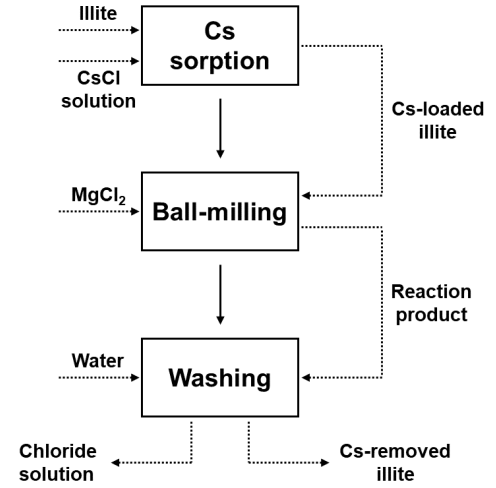 Illite
CsCl
solution
Cs
sorption
Cs-loaded
illite
MgCl₂
Ball-milling
Reaction
product
Water
Washing
Chloride
solution
Cs-removed
illite